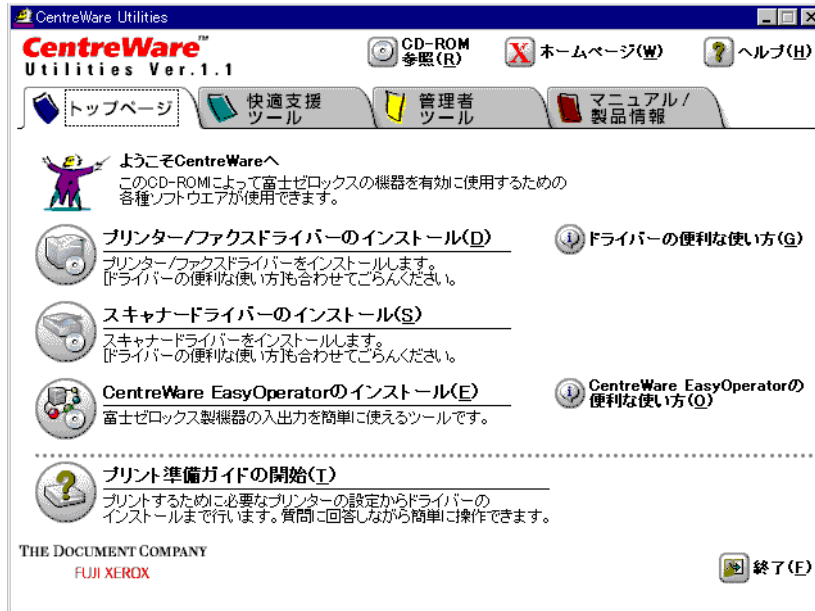 CentreWare Utilities
CentreWare™
Utilities Ver.1.1
CD-ROM
参照(R)
ホームページ(W)
ヘルプ(H)
トップページ
快適支援
ツール
管理者
ツール
マニュアル/
製品情報
ようこそCentreWareへ
このCD-ROMによって富士ゼロックスの機器を有効に使用するための
各種ソフトウエアが使用できます。
プリンター/ファクスドライバーのインストール(D)
プリンター/ファクスドライバーをインストールします。
[ドライバーの便利な使い方]も合わせてごらんください。
ドライバーの便利な使い方(G)
スキャナードライバーのインストール(S)
スキャナードライバーをインストールします。
[ドライバーの便利な使い方]も合わせてごらんください。
CentreWare EasyOperatorのインストール(E)
富士ゼロックス製機器の入出力を簡単に使えるツールです。
CentreWare EasyOperatorの
便利な使い方(O)
プリント準備ガイドの開始(T)
プリントするために必要なプリンターの設定からドライバーの
インストールまで行います。質問に回答しながら簡単に操作できます。
THE DOCUMENT COMPANY
FUJI XEROX
終了(F)